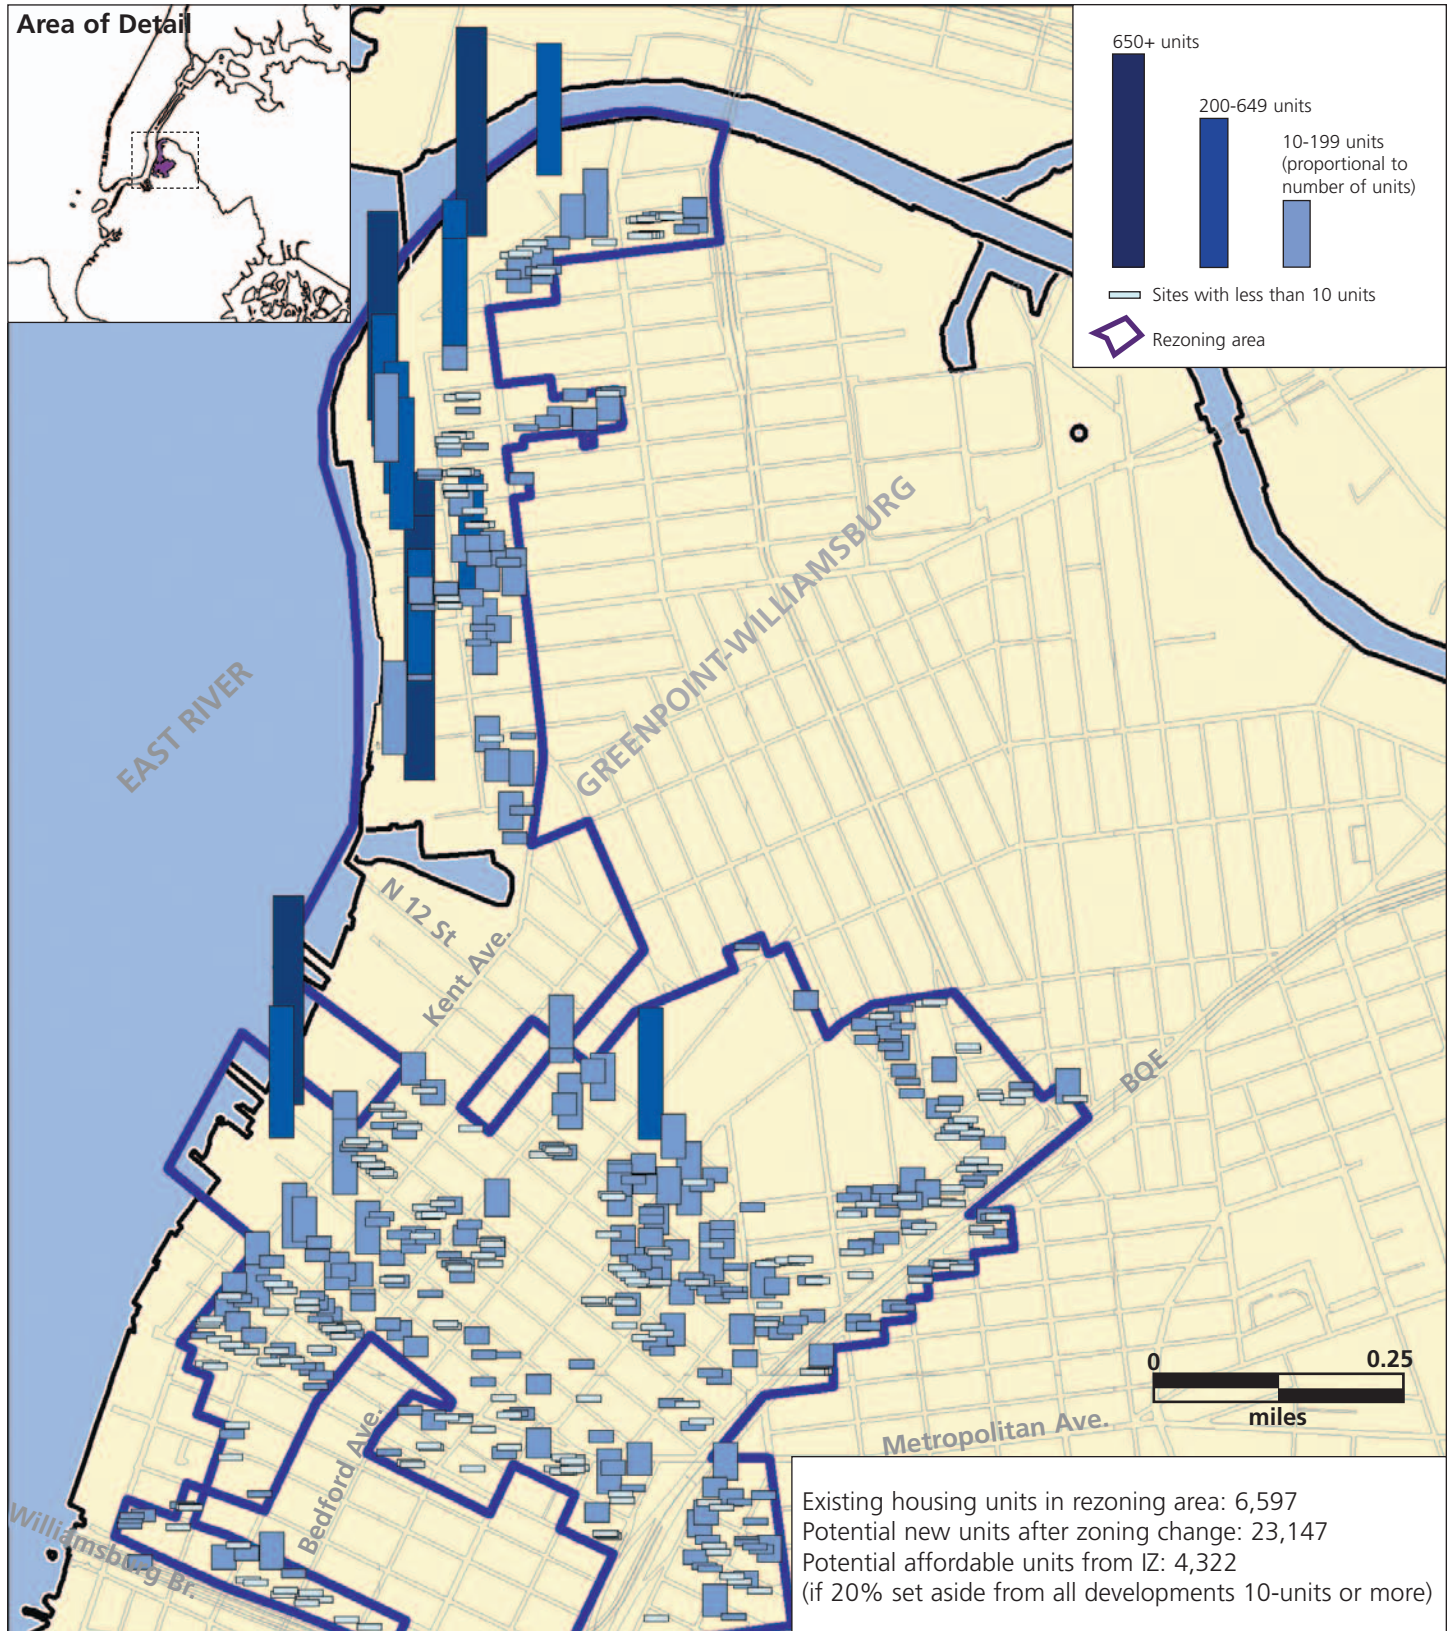 Area of Detail
650+ units
200-649 units
10-199 units
(proportional to
number of units)
Sites with less than 10 units
Rezoning area
GREENPOINT-WILLIAMSBURG
EAST RIVER
N 12 St
Kent Ave.
BQE
0 0.25
miles
Metropolitan Ave.
Bedford Ave.
Williamsburg Br.
Existing housing units in rezoning area: 6,597
Potential new units after zoning change: 23,147
Potential affordable units from IZ: 4,322
(if 20% set aside from all developments 10-units or more)